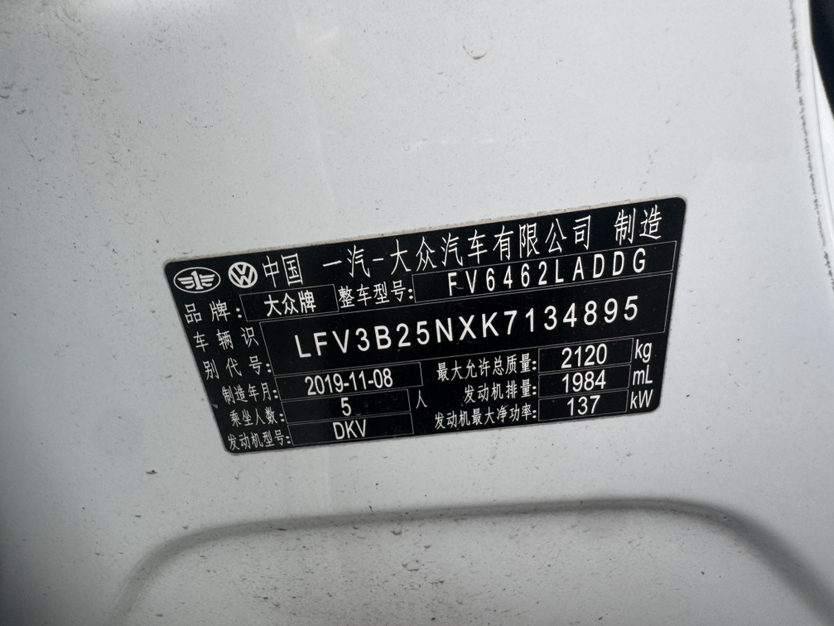 中国 一汽-大众汽车有限公司 制造
品牌: 大众牌 整车型号: FV6462LADDG
车辆识别代号: LFV3B25NXK7134895
制造年月: 2019-11-08 最大允许总质量: 2120 kg
乘坐人数: 5 人 发动机排量: 1984 mL
发动机型号: DKV 发动机最大净功率: 137 kW